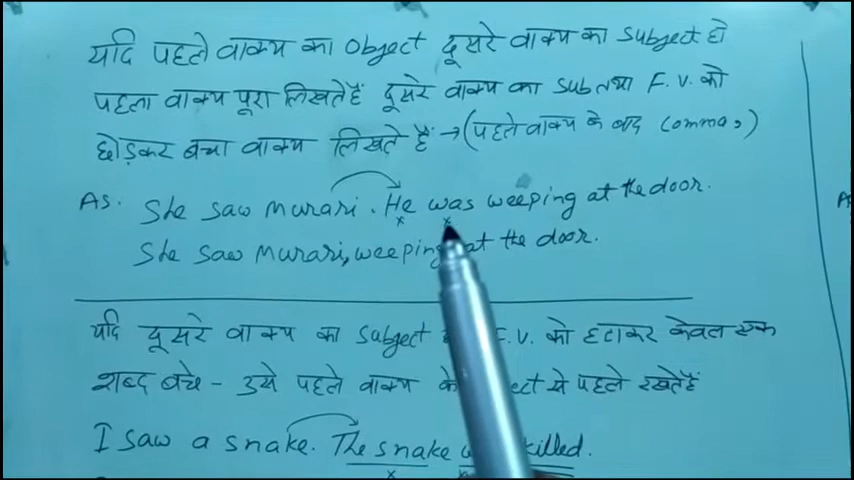 यदि पहले वाक्य का object दूसरे वाक्य का subject हो
पहला वाक्य पूरा लिखते हैं दूसरे वाक्य का sub तथा F.V. को
छोड़कर बचा वाक्य लिखते हैं → (पहले वाक्य के बाद comma , )
As. She saw Murari. He was weeping at the door.
x x
She saw Murari, weeping at the door.
यदि दूसरे वाक्य का subject F.V. को हटाकर केवल एक
शब्द बचे - उसे पहले वाक्य के से पहले रखते हैं
I saw a snake. The snake killed.
x